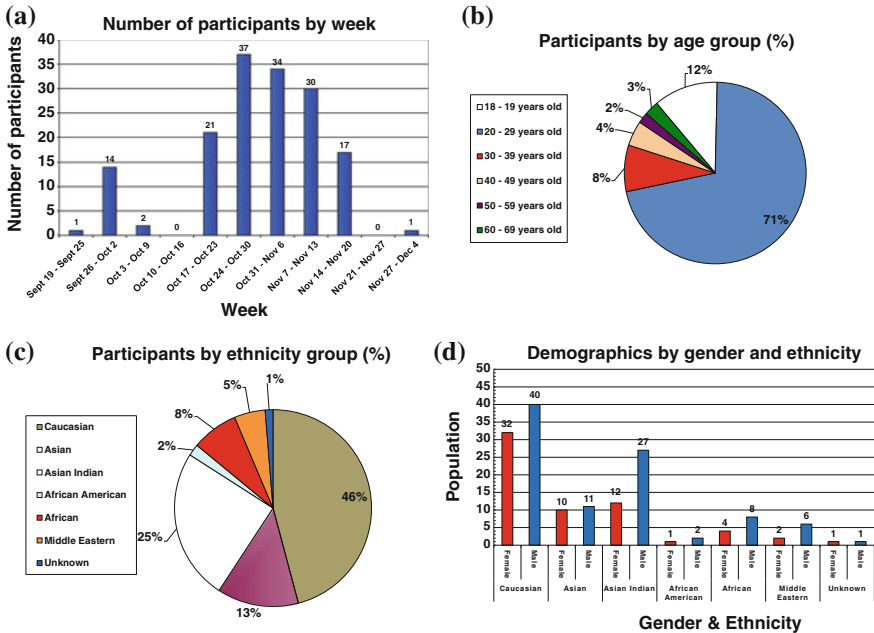 (a)
Number of participants by week
Number of participants
40
35
30
25
20
15
10
5
0
1
14
2
0
21
37
34
30
17
0
1
Sept 19 - Sept 25
Sept 26 - Oct 2
Oct 3 - Oct 9
Oct 10 - Oct 16
Oct 17 - Oct 23
Oct 24 - Oct 30
Oct 31 - Nov 6
Nov 7 - Nov 13
Nov 14 - Nov 20
Nov 21 - Nov 27
Nov 27 - Dec 4
Week
(b)
Participants by age group (%)
18 - 19 years old
20 - 29 years old
30 - 39 years old
40 - 49 years old
50 - 59 years old
60 - 69 years old
12%
3%
2%
4%
8%
71%
(c)
Participants by ethnicity group (%)
Caucasian
Asian
Asian Indian
African American
African
Middle Eastern
Unknown
1%
5%
8%
2%
25%
13%
46%
(d)
Demographics by gender and ethnicity
Population
50
45
40
35
30
25
20
15
10
5
0
32
40
10
11
12
27
1
2
4
8
2
6
1
1
Female
Male
Female
Male
Female
Male
Female
Male
Female
Male
Female
Male
Female
Male
Caucasian
Asian
Asian Indian
African
American
African
Middle
Eastern
Unknown
Gender & Ethnicity